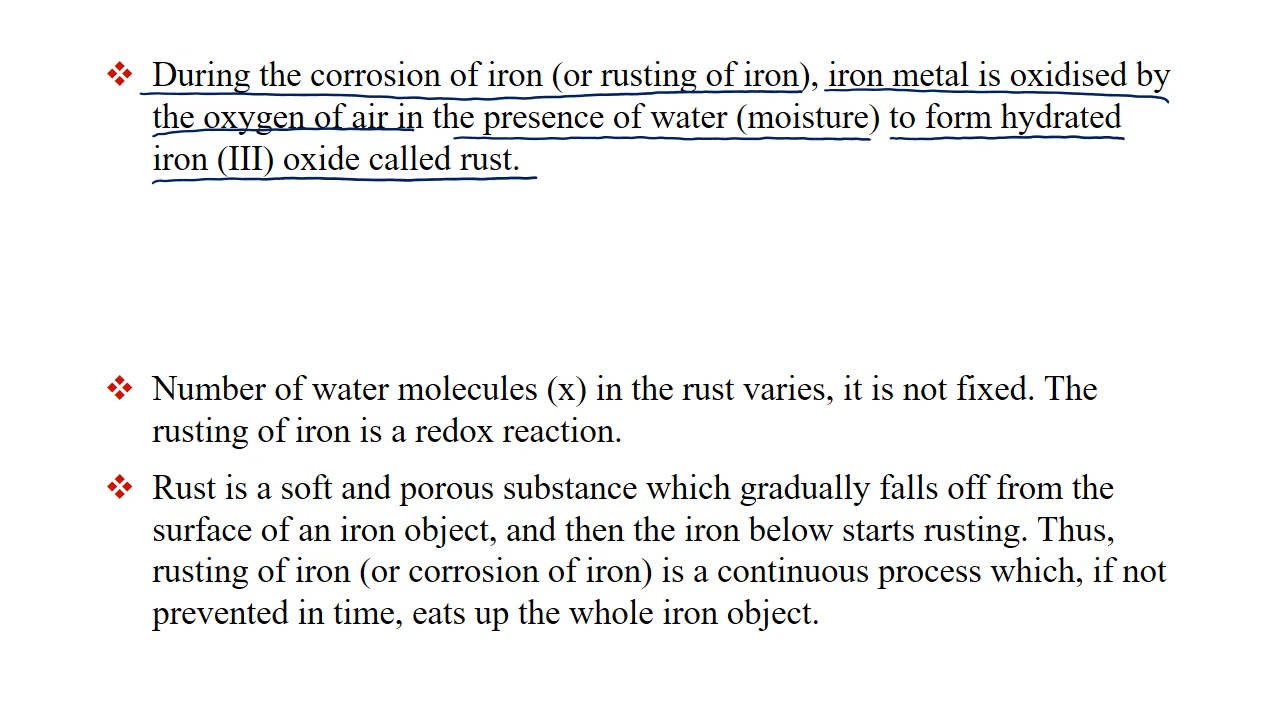 ❖ During the corrosion of iron (or rusting of iron), iron metal is oxidised by
the oxygen of air in the presence of water (moisture) to form hydrated
iron (III) oxide called rust.
❖ Number of water molecules (x) in the rust varies, it is not fixed. The
rusting of iron is a redox reaction.
❖ Rust is a soft and porous substance which gradually falls off from the
surface of an iron object, and then the iron below starts rusting. Thus,
rusting of iron (or corrosion of iron) is a continuous process which, if not
prevented in time, eats up the whole iron object.